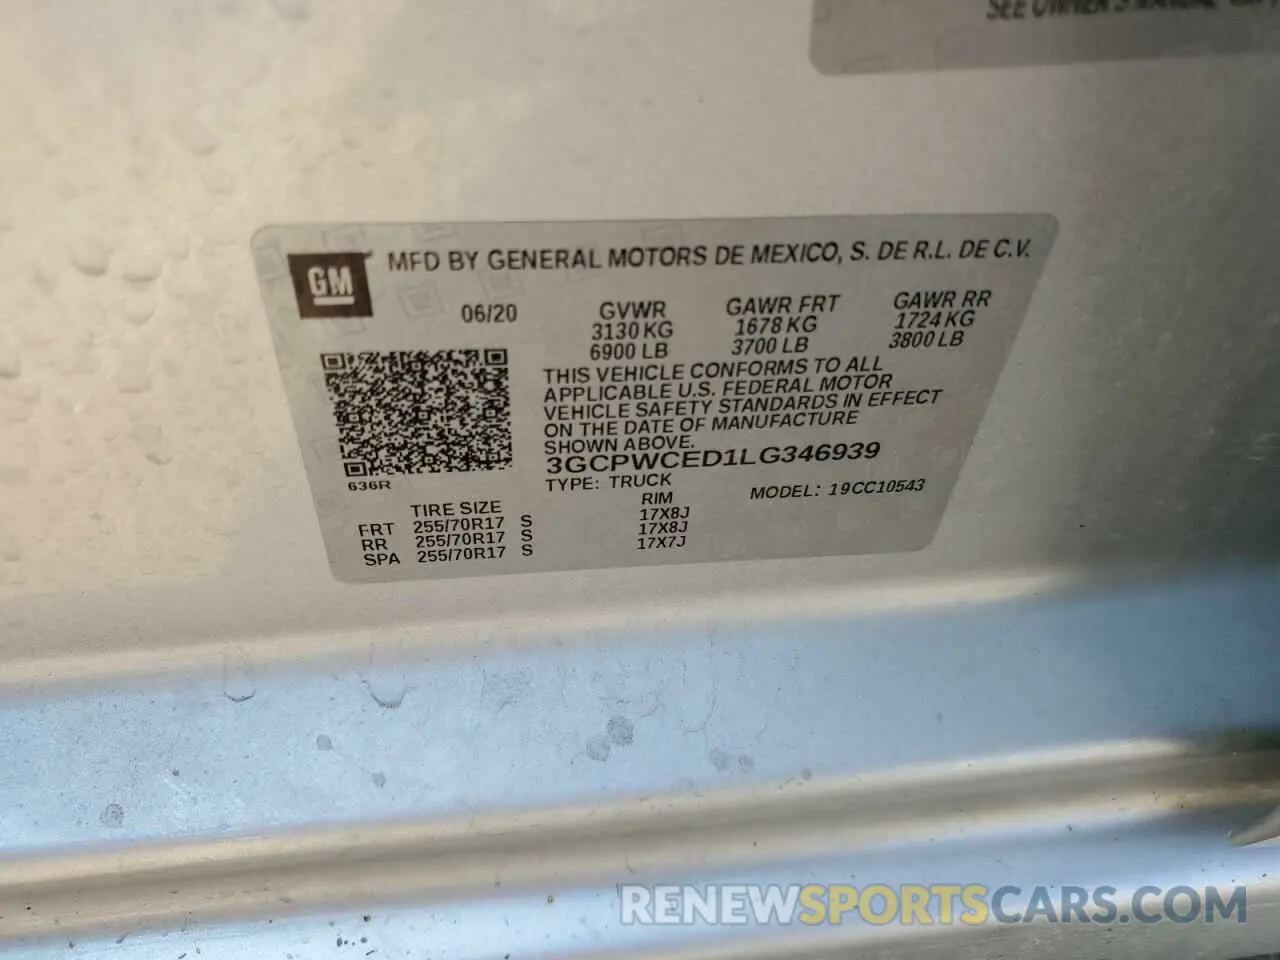 SEE OWNER'S MANUAL
GM
MFD BY GENERAL MOTORS DE MEXICO, S. DE R.L. DE C.V.
06/20 GVWR GAWR FRT GAWR RR
3130 KG 1678 KG 1724 KG
6900 LB 3700 LB 3800 LB
THIS VEHICLE CONFORMS TO ALL
APPLICABLE U.S. FEDERAL MOTOR
VEHICLE SAFETY STANDARDS IN EFFECT
ON THE DATE OF MANUFACTURE
SHOWN ABOVE.
3GCPWCED1LG346939
636R
TYPE: TRUCK MODEL: 19CC10543
TIRE SIZE RIM
FRT 255/70R17 S 17X8J
RR 255/70R17 S 17X8J
SPA 255/70R17 S 17X7J
RENEWSPORTSCARS.COM